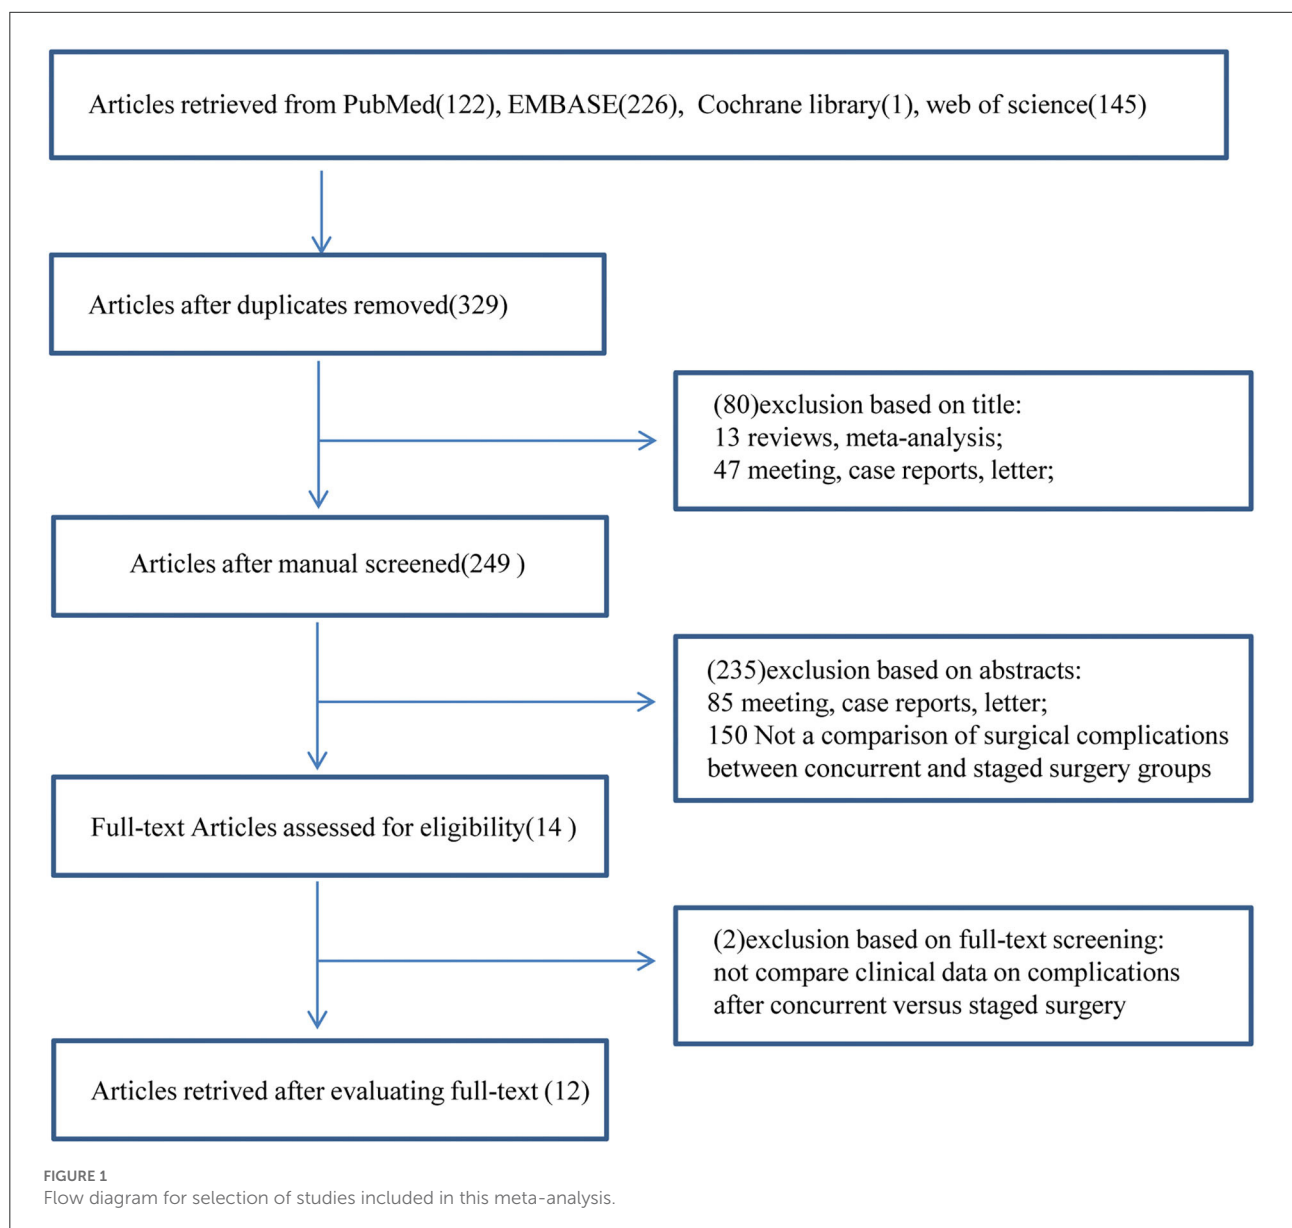 Articles retrieved from PubMed(122), EMBASE(226), Cochrane library(1), web of science(145)
Articles after duplicates removed(329)
(80)exclusion based on title:
13 reviews, meta-analysis;
47 meeting, case reports, letter;
Articles after manual screened(249 )
(235)exclusion based on abstracts:
85 meeting, case reports, letter;
150 Not a comparison of surgical complications
between concurrent and staged surgery groups
Full-text Articles assessed for eligibility(14 )
(2)exclusion based on full-text screening:
not compare clinical data on complications
after concurrent versus staged surgery
Articles retrived after evaluating full-text (12)
FIGURE 1
Flow diagram for selection of studies included in this meta-analysis.